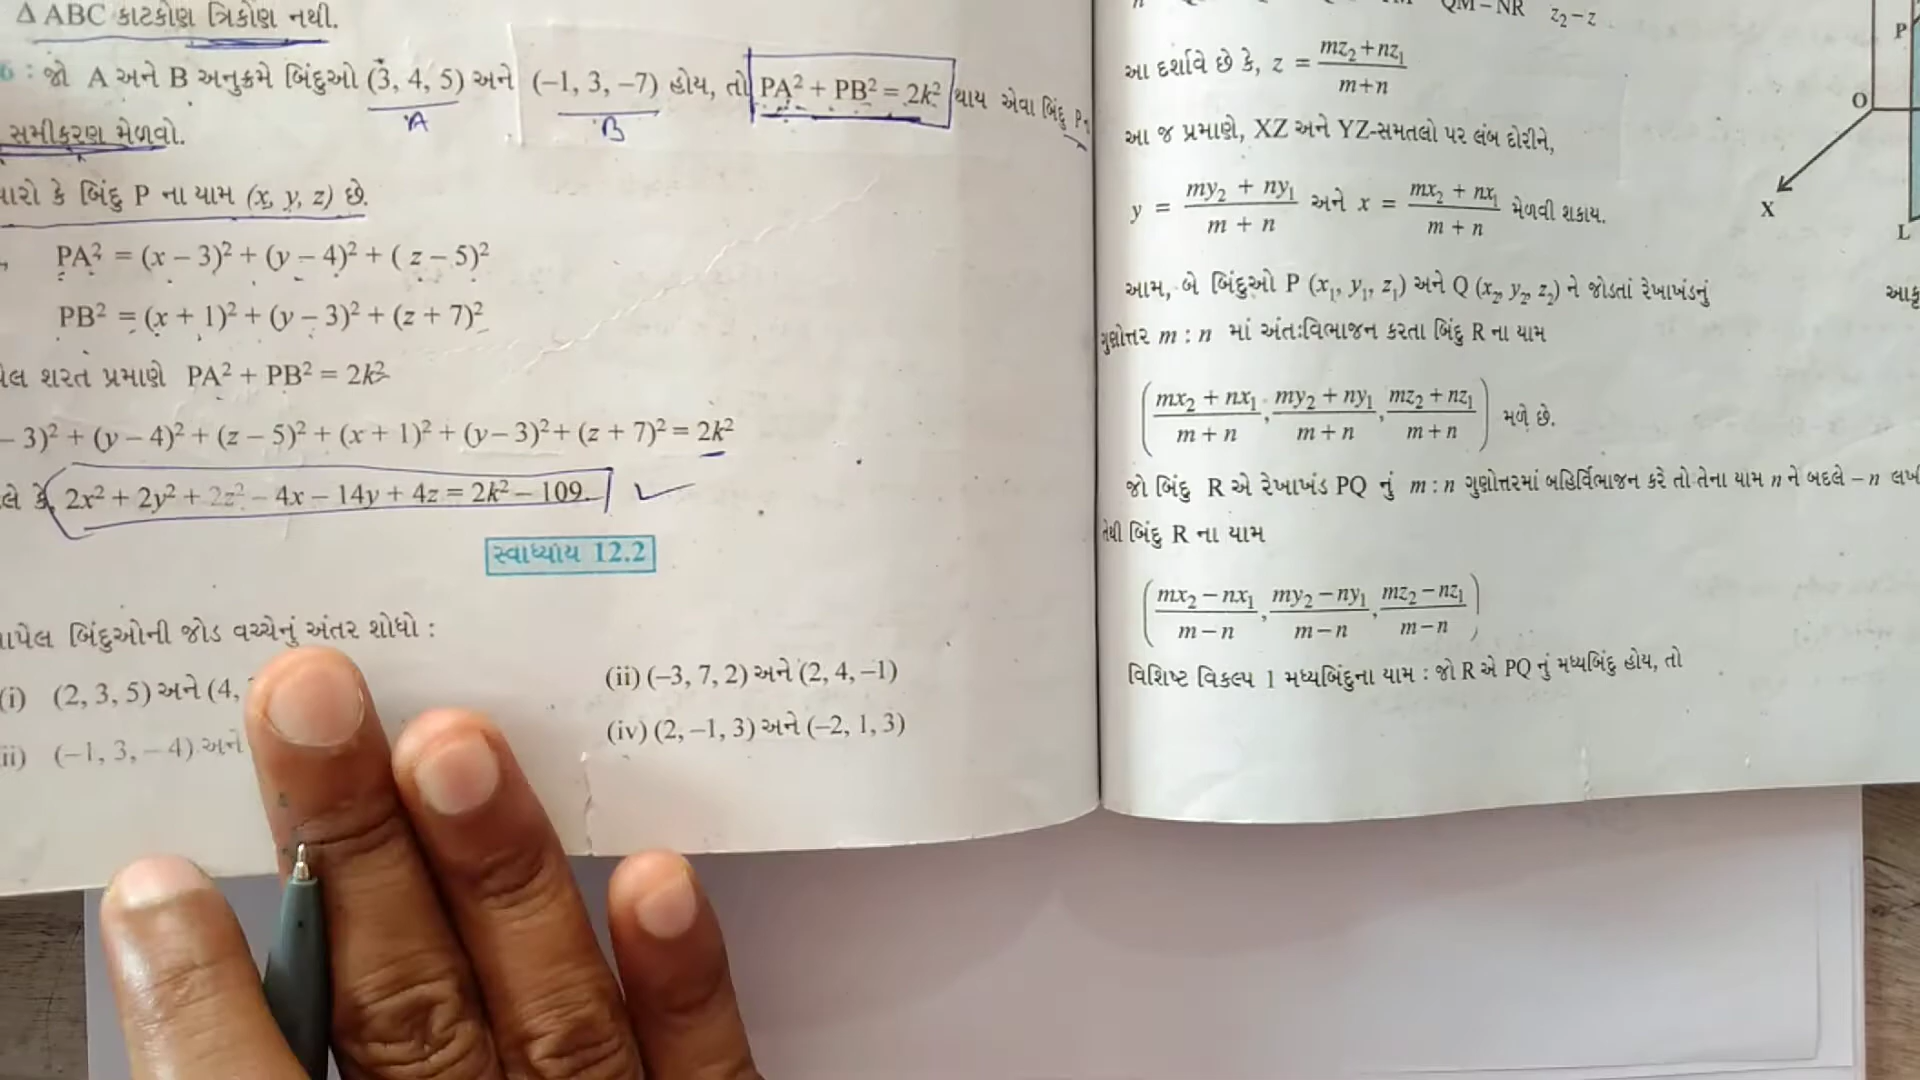 Δ ABC કાટકોણ ત્રિકોણ નથી.
6 : જો A અને B અનુક્રમે બિંદુઓ (3, 4, 5) અને (–1, 3, –7) હોય, તો PA² + PB² = 2k² થાય એવા બિંદુ P
A B
સમીકરણ મેળવો.
કે બિંદુ P ના યામ (x, y, z) છે.
PA² = (x – 3)² + (y – 4)² + ( z – 5)²
PB² = (x + 1)² + (y – 3)² + (z + 7)²
શરત પ્રમાણે PA² + PB² = 2k²
– 3)² + (y – 4)² + (z – 5)² + (x + 1)² + (y – 3)² + (z + 7)² = 2k²
કે, 2x² + 2y² + 2z² – 4x – 14y + 4z = 2k² – 109.
સ્વાધ્યાય 12.2
બિંદુઓની જોડ વચ્ચેનું અંતર શોધો :
(i) (2, 3, 5) અને (4,
(ii) (–3, 7, 2) અને (2, 4, –1)
(–1, 3, – 4) અને
(iv) (2, –1, 3) અને (–2, 1, 3)
QM – NR z₂ – z
આ દર્શાવે છે કે, z = (mz₂ + nz₁)/(m+n)
આ જ પ્રમાણે, XZ અને YZ-સમતલો પર લંબ દોરીને,
y = (my₂ + ny₁)/(m + n) અને x = (mx₂ + nx₁)/(m + n) મેળવી શકાય.
આમ, બે બિંદુઓ P (x₁, y₁, z₁) અને Q (x₂, y₂, z₂) ને જોડતાં રેખાખંડનું
ગુણોત્તર m : n માં અંતઃવિભાજન કરતા બિંદુ R ના યામ
((mx₂ + nx₁)/(m + n), (my₂ + ny₁)/(m + n), (mz₂ + nz₁)/(m + n)) મળે છે.
જો બિંદુ R એ રેખાખંડ PQ નું m : n ગુણોત્તરમાં બહિર્વિભાજન કરે તો તેના યામ n ને બદલે – n
તેથી બિંદુ R ના યામ
((mx₂ – nx₁)/(m – n), (my₂ – ny₁)/(m – n), (mz₂ – nz₁)/(m – n))
વિશિષ્ટ વિકલ્પ 1 મધ્યબિંદુના યામ : જો R એ PQ નું મધ્યબિંદુ હોય, તો
P
O
X
L